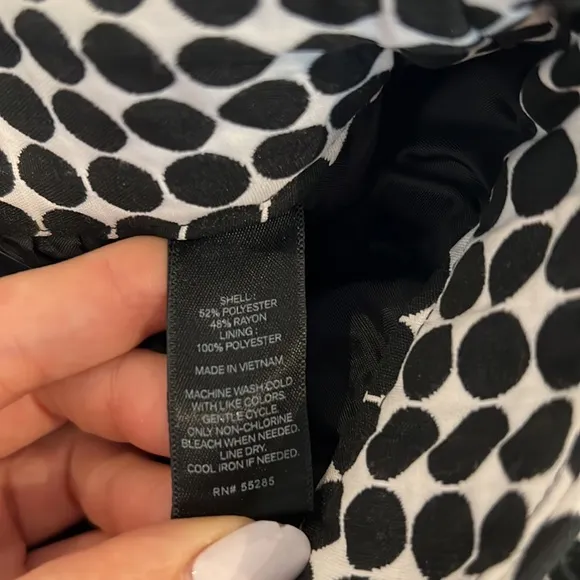 SHELL :
52% POLYESTER
48% RAYON
LINING :
100% POLYESTER
MADE IN VIETNAM
MACHINE WASH COLD
WITH LIKE COLORS.
GENTLE CYCLE.
ONLY NON-CHLORINE
BLEACH WHEN NEEDED.
LINE DRY.
COOL IRON IF NEEDED.
RN# 55285